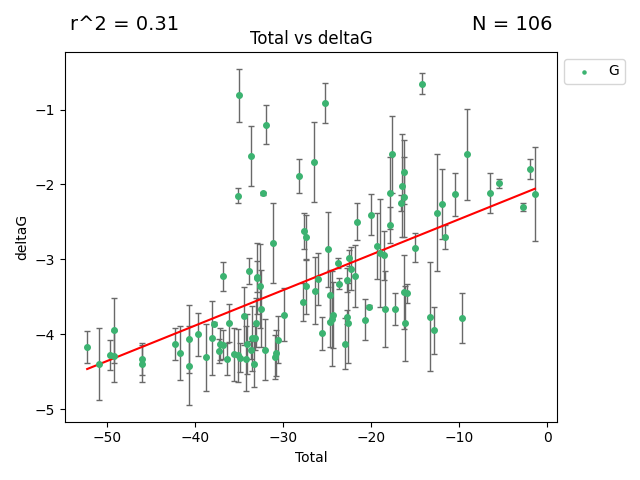 r^2 = 0.31 N = 106
Total vs deltaG
G
deltaG
−1
−2
−3
−4
−5
−50 −40 −30 −20 −10 0
Total